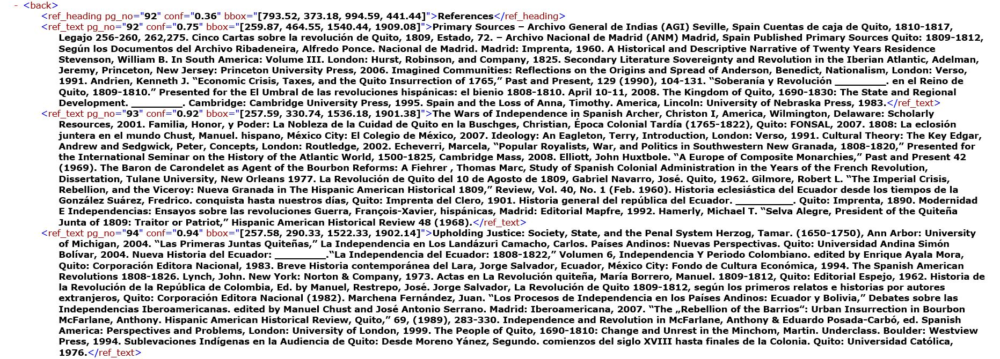 - <back>
<ref_heading pg_no="92" conf="0.36" bbox="[793.52, 373.18, 994.59, 441.44]">References</ref_heading>
<ref_text pg_no="92" conf="0.75" bbox="[259.87, 464.55, 1540.44, 1909.08]">Primary Sources – Archivo General de Indias (AGI) Seville, Spain Cuentas de caja de Quito, 1810-1817,
Legajo 256-260, 262,275. Cinco Cartas sobre la revolución de Quito, 1809, Estado, 72. – Archivo Nacional de Madrid (ANM) Madrid, Spain Published Primary Sources Quito: 1809-1812,
Según los Documentos del Archivo Ribadeneira, Alfredo Ponce. Nacional de Madrid. Madrid: Imprenta, 1960. A Historical and Descriptive Narrative of Twenty Years Residence
Stevenson, William B. In South America: Volume III. London: Hurst, Robinson, and Company, 1825. Secondary Literature Sovereignty and Revolution in the Iberian Atlantic, Adelman,
Jeremy, Princeton, New Jersey: Princeton University Press, 2006. Imagined Communities: Reflections on the Origins and Spread of Anderson, Benedict, Nationalism, London: Verso,
1991. Andrien, Kenneth J. “Economic Crisis, Taxes, and the Quito Insurrection of 1765,” Past and Present, 129 (1990), 104-131. “Soberanía y Revolución ________. en el Reino de
Quito, 1809-1810.” Presented for the El Umbral de las revoluciones hispánicas: el bienio 1808-1810. April 10-11, 2008. The Kingdom of Quito, 1690-1830: The State and Regional
Development. ________. Cambridge: Cambridge University Press, 1995. Spain and the Loss of Anna, Timothy. America, Lincoln: University of Nebraska Press, 1983.</ref_text>
<ref_text pg_no="93" conf="0.92" bbox="[257.59, 330.74, 1536.18, 1901.38]">The Wars of Independence in Spanish Archer, Christon I, America, Wilmington, Delaware: Scholarly
Resources, 2001. Familia, Honor, y Poder: La Nobleza de la Cuidad de Quito en la Buschges, Christian, Época Colonial Tardía (1765-1822), Quito: FONSAL, 2007. 1808: La eclosión
juntera en el mundo Chust, Manuel. hispano, México City: El Colegio de México, 2007. Ideology: An Eagleton, Terry, Introduction, London: Verso, 1991. Cultural Theory: The Key Edgar,
Andrew and Sedgwick, Peter, Concepts, London: Routledge, 2002. Echeverri, Marcela, “Popular Royalists, War, and Politics in Southwestern New Granada, 1808-1820,” Presented for
the International Seminar on the History of the Atlantic World, 1500-1825, Cambridge Mass, 2008. Elliott, John Huxtbole. “A Europe of Composite Monarchies,” Past and Present 42
(1969). The Baron de Carondelet as Agent of the Bourbon Reforms: A Fiehrer , Thomas Marc, Study of Spanish Colonial Administration in the Years of the French Revolution,
Dissertation, Tulane University, New Orleans 1977. La Revolución de Quito del 10 de Agosto de 1809, Gabriel Navarro, José. Quito, 1962. Gilmore, Robert L. “The Imperial Crisis,
Rebellion, and the Viceroy: Nueva Granada in The Hispanic American Historical 1809,” Review, Vol. 40, No. 1 (Feb. 1960). Historia eclesiástica del Ecuador desde los tiempos de la
González Suárez, Fredrico. conquista hasta nuestros días, Quito: Imprenta del Clero, 1901. Historia general del república del Ecuador. _________. Quito: Imprenta, 1890. Modernidad
E Independencias: Ensayos sobre las revoluciones Guerra, François-Xavier, hispánicas, Madrid: Editorial Mapfre, 1992. Hamerly, Michael T. “Selva Alegre, President of the Quiteña
Junta of 1809: Traitor or Patriot,” Hispanic American Historical Review 48 (1968).</ref_text>
<ref_text pg_no="94" conf="0.94" bbox="[257.58, 290.33, 1522.33, 1902.14]">Upholding Justice: Society, State, and the Penal System Herzog, Tamar. (1650-1750), Ann Arbor: University
of Michigan, 2004. “Las Primeras Juntas Quiteñas,” La Independencia en Los Landázuri Camacho, Carlos. Países Andinos: Nuevas Perspectivas. Quito: Universidad Andina Simón
Bolívar, 2004. Nueva Historia del Ecuador: ________.“La Independencia del Ecuador: 1808-1822,” Volumen 6, Independencia Y Periodo Colombiano. edited by Enrique Ayala Mora,
Quito: Corporación Editora Nacional, 1983. Breve Historia contemporánea del Lara, Jorge Salvador, Ecuador, México City: Fondo de Cultura Económica, 1994. The Spanish American
Revolutions 1808-1826. Lynch, John. New York: Norton & Company, 1973. Actas en La Revolución quiteña, María Borrero, Manuel. 1809-1812, Quito: Editorial Espejo, 1962. Historia de
la Revolución de la República de Colombia, Ed. by Manuel, Restrepo, José. Jorge Salvador, La Revolución de Quito 1809-1812, según los primeros relatos e historias por autores
extranjeros, Quito: Corporación Editora Nacional (1982). Marchena Fernández, Juan. “Los Procesos de Independencia en los Países Andinos: Ecuador y Bolivia,” Debates sobre las
Independencias Iberoamericanas. edited by Manuel Chust and José Antonio Serrano. Madrid: Iberoamericana, 2007. “The „Rebellion of the Barrios“: Urban Insurrection in Bourbon
McFarlane, Anthony. Hispanic American Historical Review, Quito,” 69, (1989), 283-330. Independence and Revolution in McFarlane, Anthony & Eduardo Posada-Carbó, ed. Spanish
America: Perspectives and Problems, London: University of London, 1999. The People of Quito, 1690-1810: Change and Unrest in the Minchom, Martin. Underclass. Boulder: Westview
Press, 1994. Sublevaciones Indígenas en la Audiencia de Quito: Desde Moreno Yánez, Segundo. comienzos del siglo XVIII hasta finales de la Colonia. Quito: Universidad Católica,
1976.</ref_text>